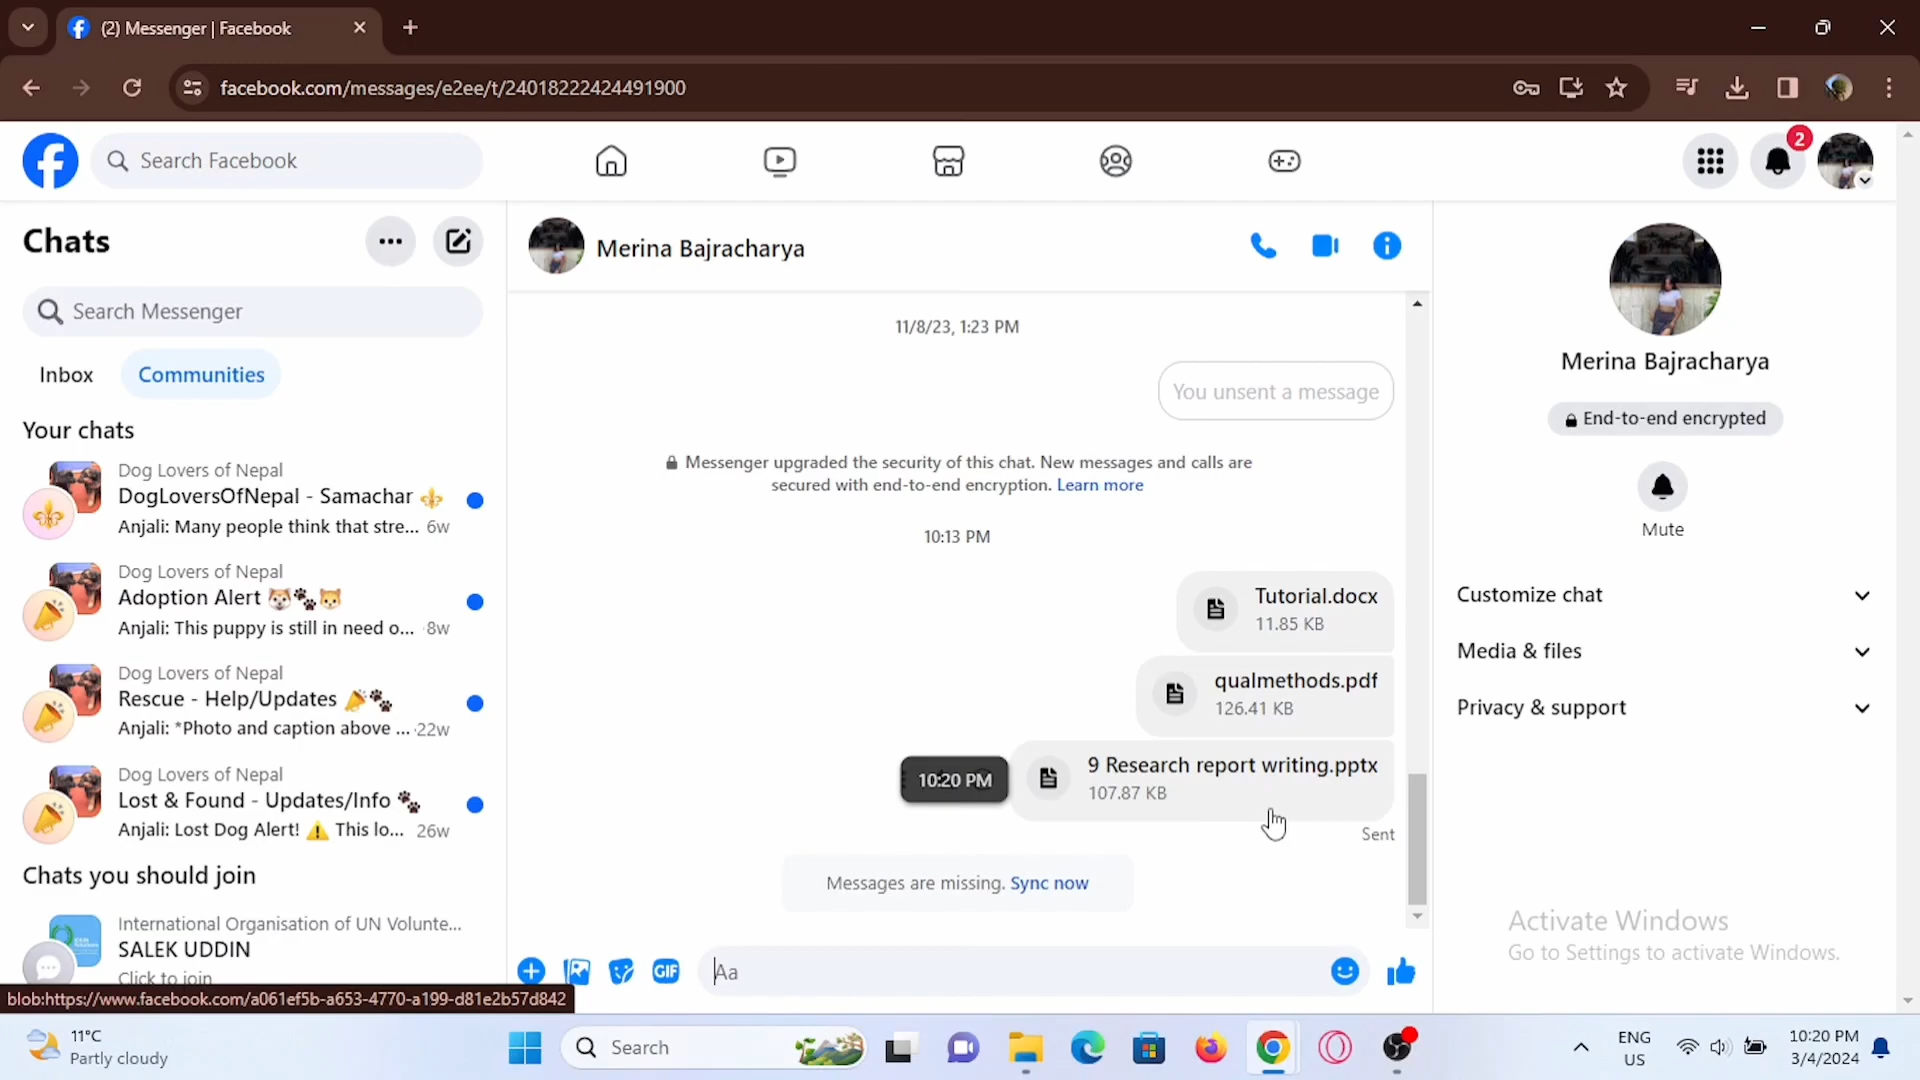 (2) Messenger | Facebook
facebook.com/messages/e2ee/t/24018222424491900
Search Facebook
2
Chats
Search Messenger
Inbox
Communities
Your chats
Dog Lovers of Nepal
DogLoversOfNepal - Samachar ⚜️
Anjali: Many people think that stre... 6w
Dog Lovers of Nepal
Adoption Alert 🐶🐾🐱
Anjali: This puppy is still in need o... 8w
Dog Lovers of Nepal
Rescue - Help/Updates 📣🐾
Anjali: *Photo and caption above ... 22w
Dog Lovers of Nepal
Lost & Found - Updates/Info 🐾
Anjali: Lost Dog Alert! ⚠️ This lo... 26w
Chats you should join
International Organisation of UN Volunte...
SALEK UDDIN
Click to join
blob:https://www.facebook.com/a061ef5b-a653-4770-a199-d81e2b57d842
Merina Bajracharya
11/8/23, 1:23 PM
You unsent a message
Messenger upgraded the security of this chat. New messages and calls are
secured with end-to-end encryption. Learn more
10:13 PM
Tutorial.docx
11.85 KB
qualmethods.pdf
126.41 KB
10:20 PM
9 Research report writing.pptx
107.87 KB
Sent
Messages are missing. Sync now
GIF
Aa
Merina Bajracharya
End-to-end encrypted
Mute
Customize chat
Media & files
Privacy & support
Activate Windows
Go to Settings to activate Windows.
11°C
Partly cloudy
Search
ENG
US
10:20 PM
3/4/2024